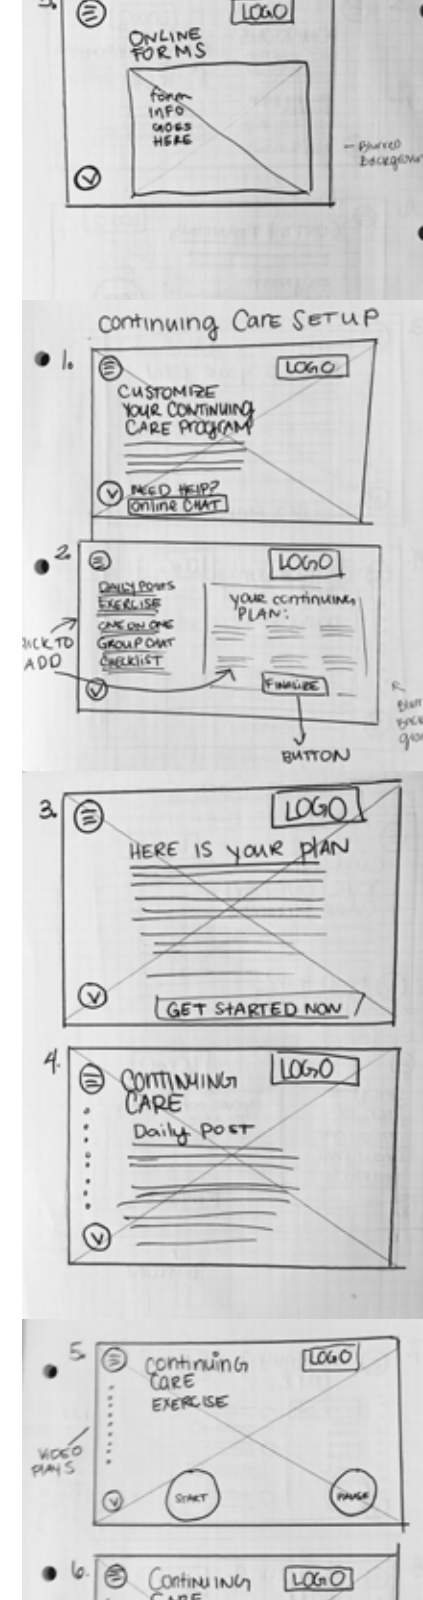 LOGO
ONLINE
FORMS
form
INFO
GOES
HERE
- Blurred
Continuing Care SETUP
1.
LOGO
CUSTOMIZE
YOUR CONTINUING
CARE PROGRAM
NEED HELP?
Online CHAT
2.
LOGO
DAILY POSTS
EXERCISE
ONE ON ONE
GROUP CHAT
CHECKLIST
YOUR continuing
PLAN:
TO
ADD
FINALIZE
BUTTON
3.
LOGO
HERE IS YOUR PLAN
GET STARTED NOW
4.
LOGO
CONTINUING
CARE
Daily POST
5.
LOGO
Continuing
CARE
EXERCISE
VIDEO
PLAYS
START
PAUSE
6.
LOGO
CONTINUING
CARE